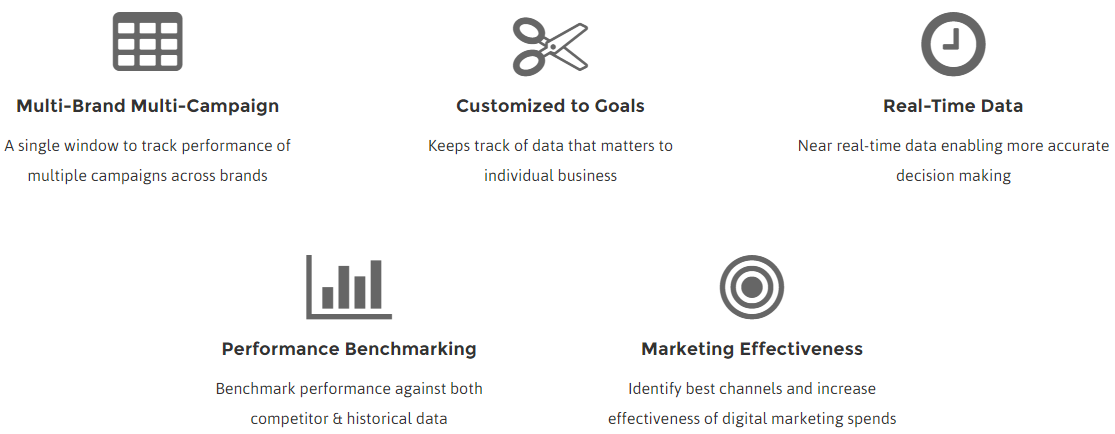 Multi-Brand Multi-Campaign
A single window to track performance of
multiple campaigns across brands
Customized to Goals
Keeps track of data that matters to
individual business
Real-Time Data
Near real-time data enabling more accurate
decision making
Performance Benchmarking
Benchmark performance against both
competitor & historical data
Marketing Effectiveness
Identify best channels and increase
effectiveness of digital marketing spends